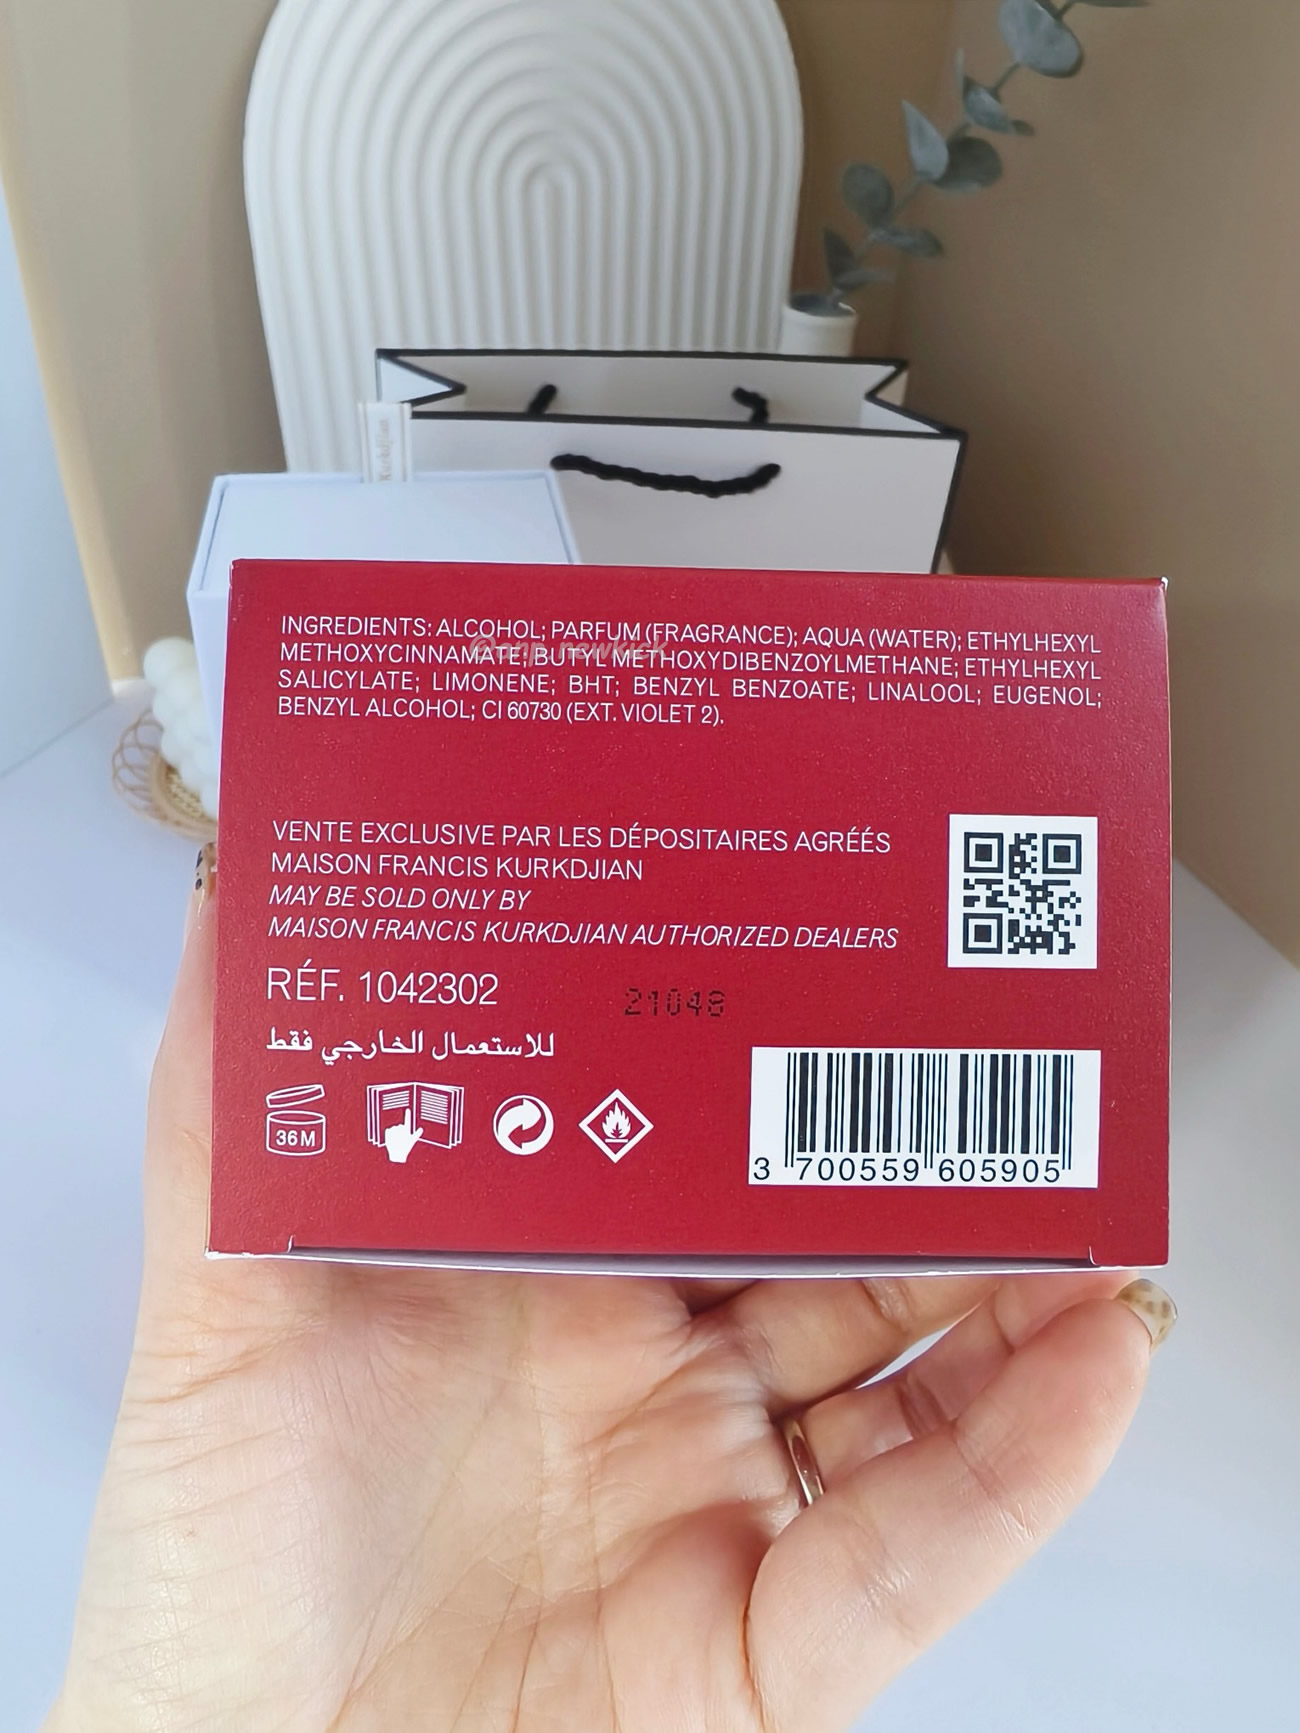 Kurkdjian
INGREDIENTS: ALCOHOL; PARFUM (FRAGRANCE); AQUA (WATER); ETHYLHEXYL
METHOXYCINNAMATE; BUTYL METHOXYDIBENZOYLMETHANE; ETHYLHEXYL
SALICYLATE; LIMONENE; BHT; BENZYL BENZOATE; LINALOOL; EUGENOL;
BENZYL ALCOHOL; CI 60730 (EXT. VIOLET 2).
@anp_newkick
VENTE EXCLUSIVE PAR LES DÉPOSITAIRES AGRÉÉS
MAISON FRANCIS KURKDJIAN
MAY BE SOLD ONLY BY
MAISON FRANCIS KURKDJIAN AUTHORIZED DEALERS
RÉF. 1042302
21048
للاستعمال الخارجي فقط
36M
3 700559 605905